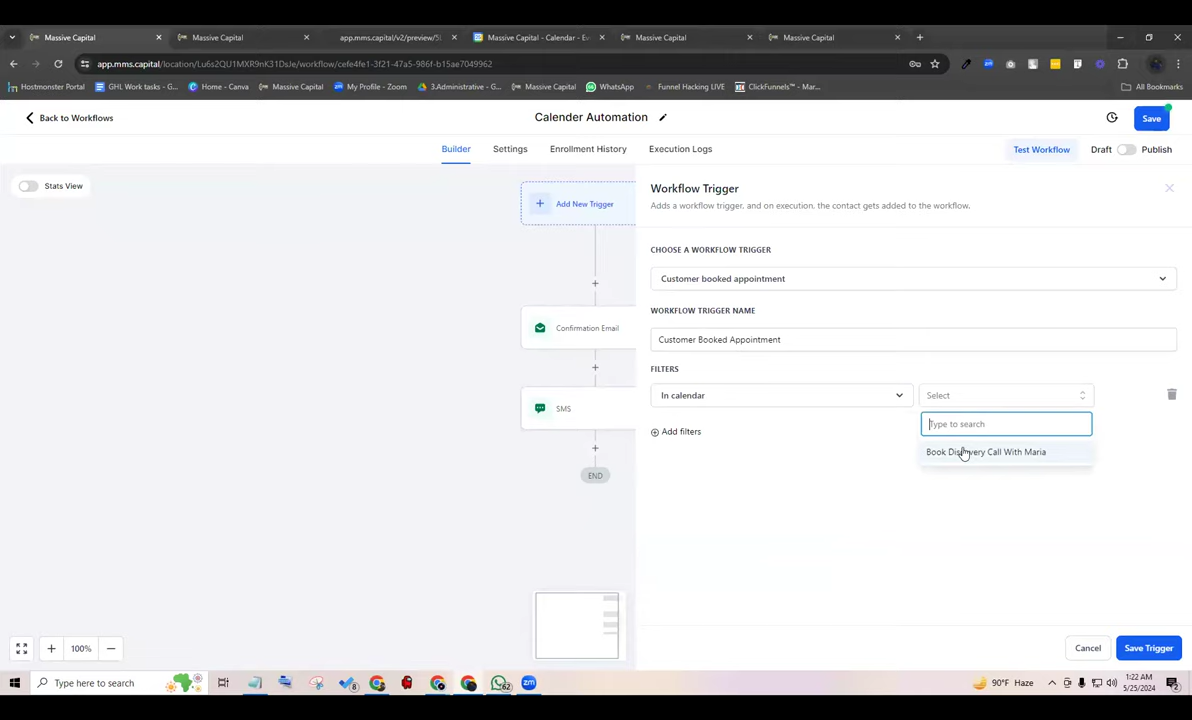 Massive Capital
Massive Capital
app.mms.capital/v2/preview/5
Massive Capital - Calendar - E
Massive Capital
Massive Capital
app.mms.capital/location/Lu6s2QU1MXR9nK31DsJe/workflow/cefe4fe1-3f21-47a5-986f-b15ae7049962
Hostmonster Portal
GHL Work tasks - G...
Home - Canva
Massive Capital
My Profile - Zoom
3.Administrative - G...
Massive Capital
WhatsApp
Funnel Hacking LIVE
ClickFunnels™ - Mar...
All Bookmarks
Back to Workflows
Calender Automation
Save
Builder
Settings
Enrollment History
Execution Logs
Test Workflow
Draft
Publish
Stats View
Add New Trigger
Confirmation Email
SMS
END
Workflow Trigger
Adds a workflow trigger, and on execution, the contact gets added to the workflow.
CHOOSE A WORKFLOW TRIGGER
Customer booked appointment
WORKFLOW TRIGGER NAME
Customer Booked Appointment
FILTERS
In calendar
Select
Type to search
Add filters
Book Discovery Call With Maria
100%
Cancel
Save Trigger
Type here to search
8
62
zm
90°F Haze
1:22 AM
5/25/2024
2